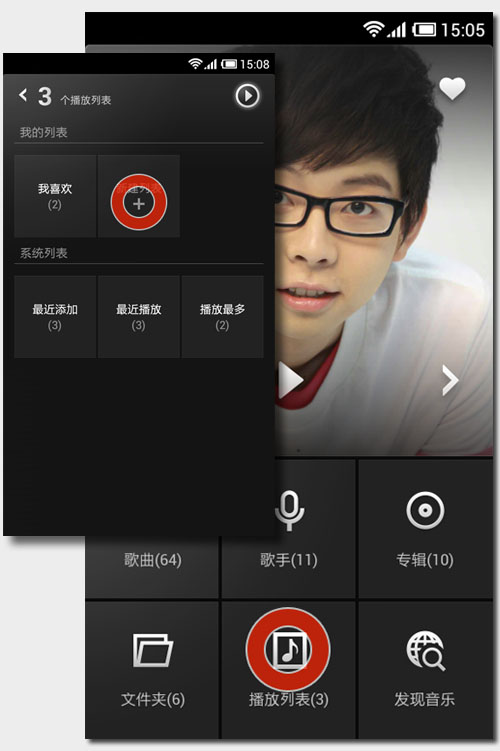 15:05
15:08
3 个播放列表
我的列表
我喜欢
(2)
新建列表
系统列表
最近添加
(3)
最近播放
(3)
播放最多
(2)
歌曲(64)
歌手(11)
专辑(10)
文件夹(6)
播放列表(3)
发现音乐